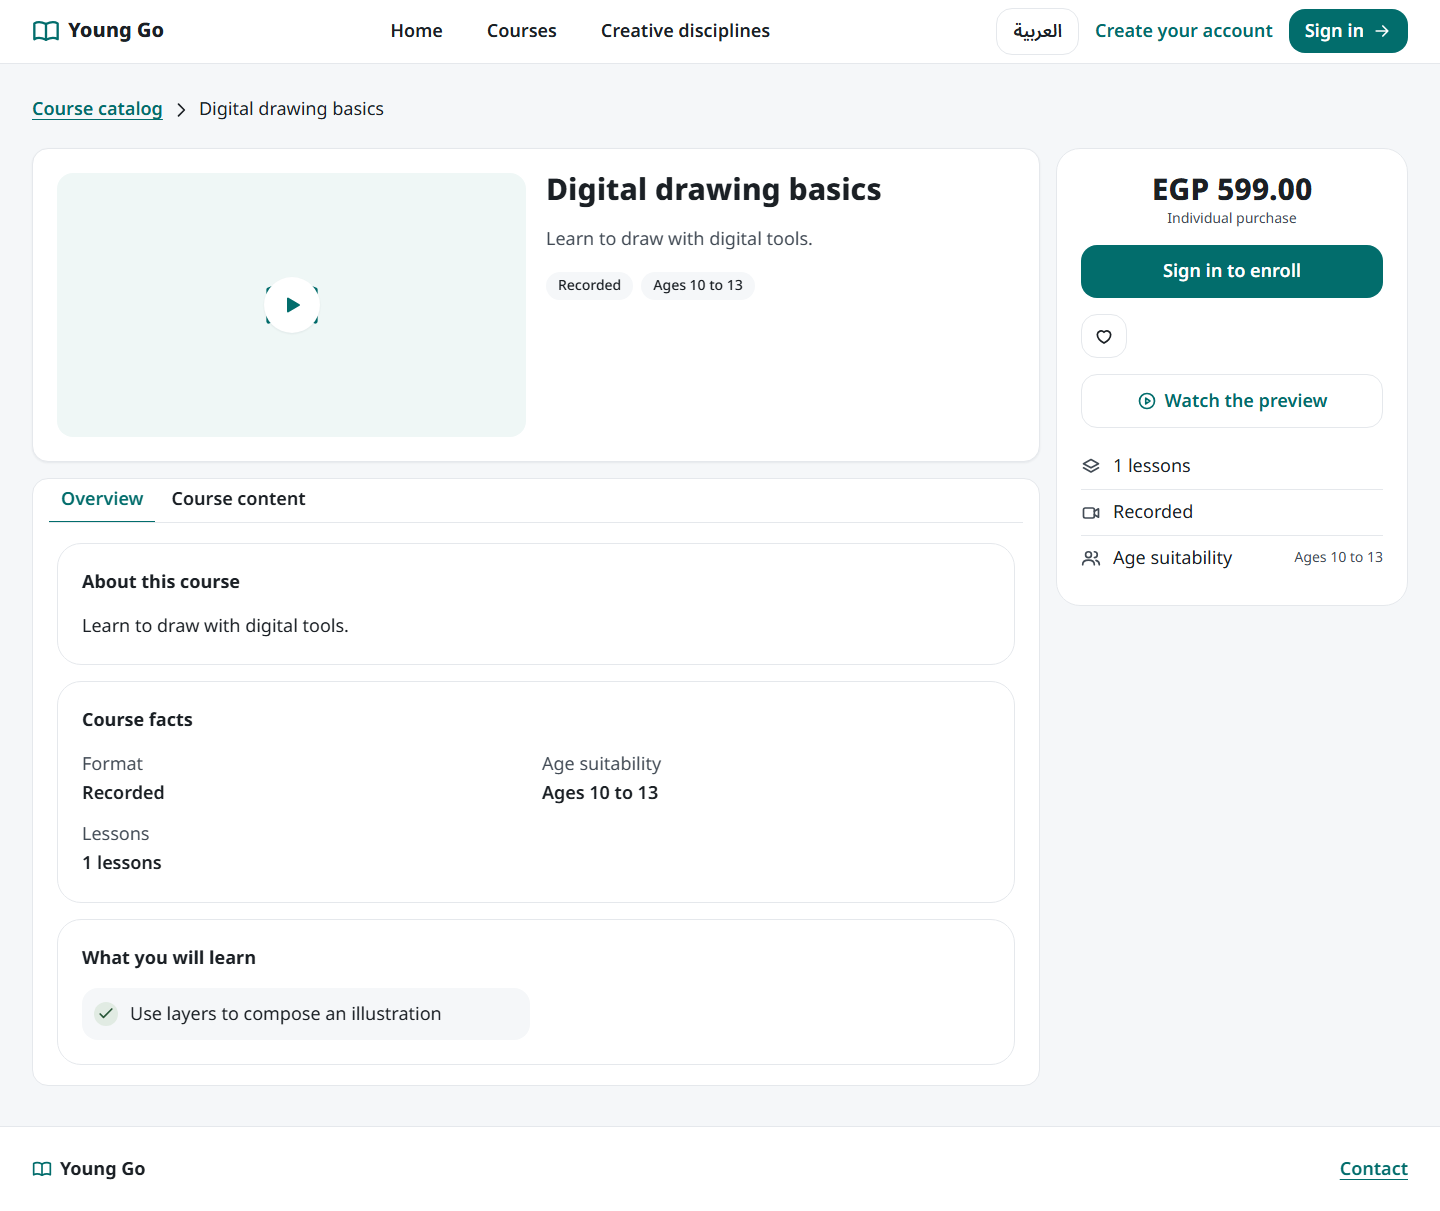 Young Go
Home
Courses
Creative disciplines
العربية
Create your account
Sign in
Course catalog
Digital drawing basics
Digital drawing basics
Learn to draw with digital tools.
Recorded
Ages 10 to 13
EGP 599.00
Individual purchase
Sign in to enroll
Watch the preview
1 lessons
Recorded
Age suitability
Ages 10 to 13
Overview
Course content
About this course
Learn to draw with digital tools.
Course facts
Format
Recorded
Age suitability
Ages 10 to 13
Lessons
1 lessons
What you will learn
Use layers to compose an illustration
Young Go
Contact